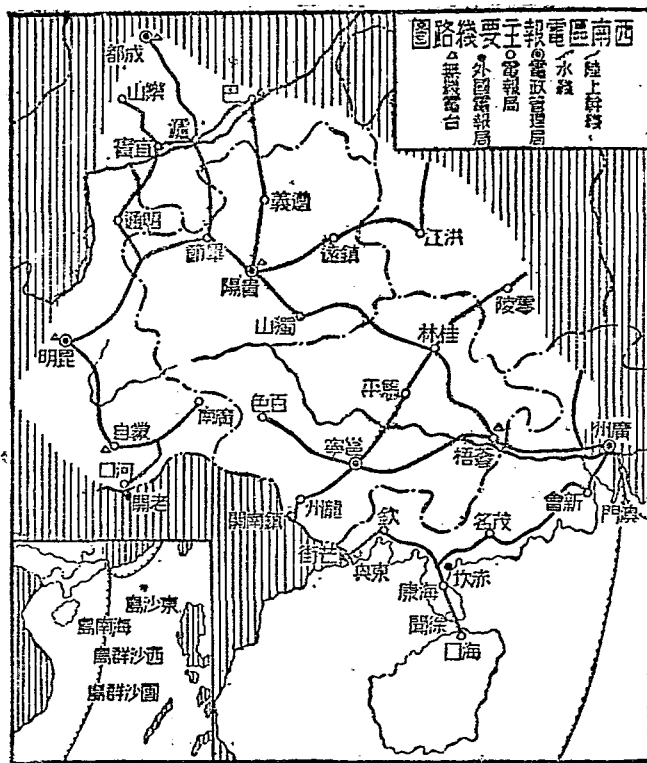 西南區電報主要綫路圖
陸上幹綫
水綫
電政管理局
電報局
外國電報局
無綫電台
成都
樂山
巴
瀘
宜賓
遵義
昭通
畢節
鎮遠
洪江
貴陽
獨山
零陵
桂林
昆明
百色
廣南
蒙自
河口
老開
邕寧
蒼梧
廣州
澳門
新會
龍州
鎮南關
欽
茂名
芒街
東興
赤坎
海康
徐聞
海口
東沙島
海南島
西沙群島
團沙群島